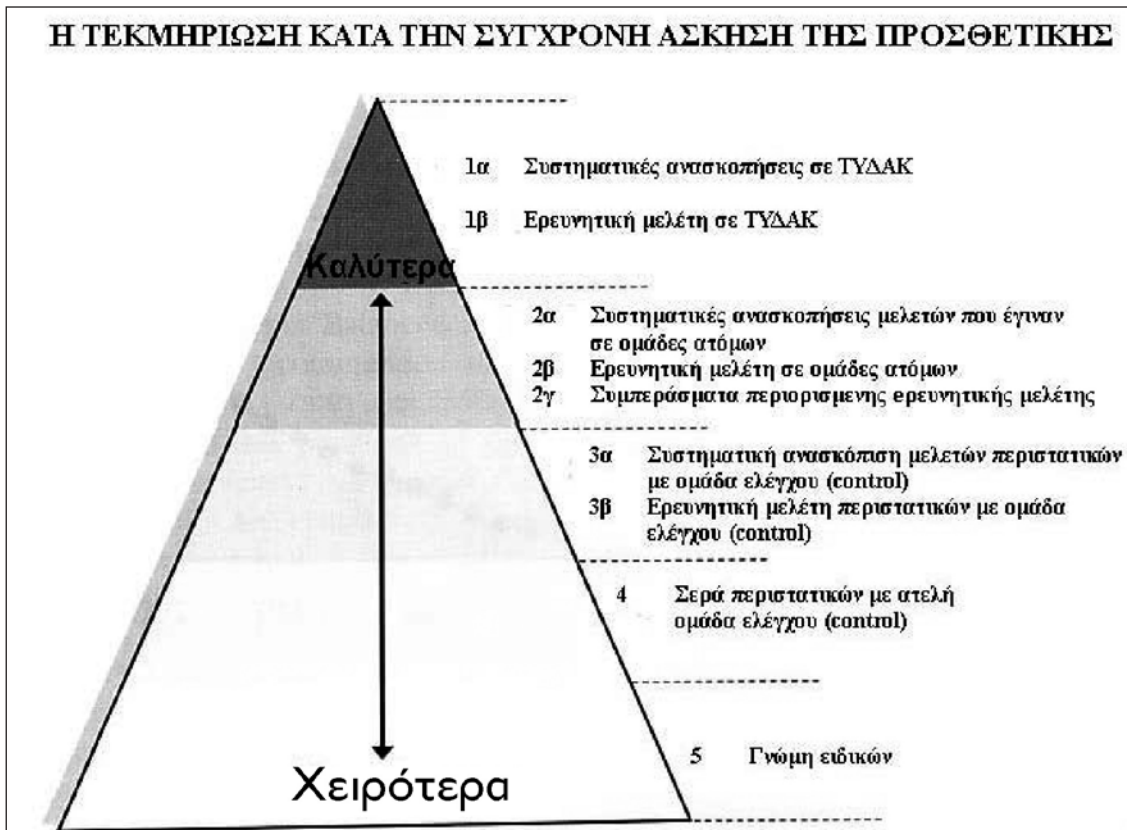 Η ΤΕΚΜΗΡΙΩΣΗ ΚΑΤΑ ΤΗΝ ΣΥΓΧΡΟΝΗ ΑΣΚΗΣΗ ΤΗΣ ΠΡΟΣΘΕΤΙΚΗΣ
1α Συστηματικές ανασκοπήσεις σε ΤΥΔΑΚ
1β Ερευνητική μελέτη σε ΤΥΔΑΚ
Καλύτερα
2α Συστηματικές ανασκοπήσεις μελετών που έγιναν
σε ομάδες ατόμων
2β Ερευνητική μελέτη σε ομάδες ατόμων
2γ Συμπεράσματα περιορισμενης ερευνητικής μελέτης
3α Συστηματική ανασκόπιση μελετών περιστατικών
με ομάδα ελέγχου (control)
3β Ερευνητική μελέτη περιστατικών με ομάδα
ελέγχου (control)
4 Σερά περιστατικών με ατελή
ομάδα ελέγχου (control)
5 Γνώμη ειδικών
Χειρότερα